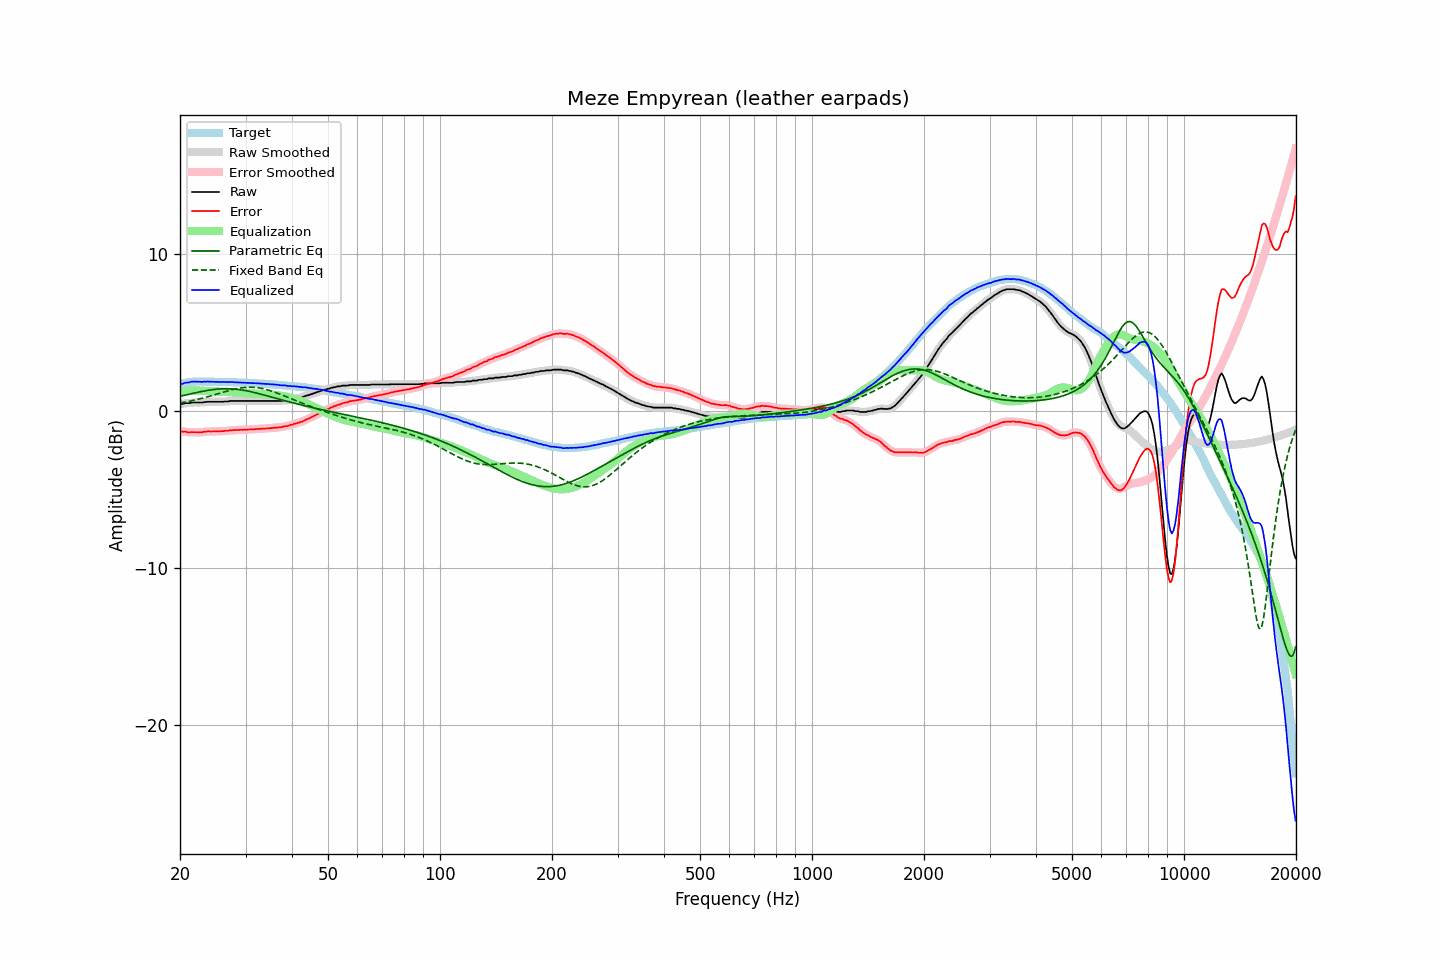 Meze Empyrean (leather earpads)
Target
Raw Smoothed
Error Smoothed
Raw
Error
Equalization
Parametric Eq
Fixed Band Eq
Equalized
10
0
−10
−20
Amplitude (dBr)
20 50 100 200 500 1000 2000 5000 10000 20000
Frequency (Hz)